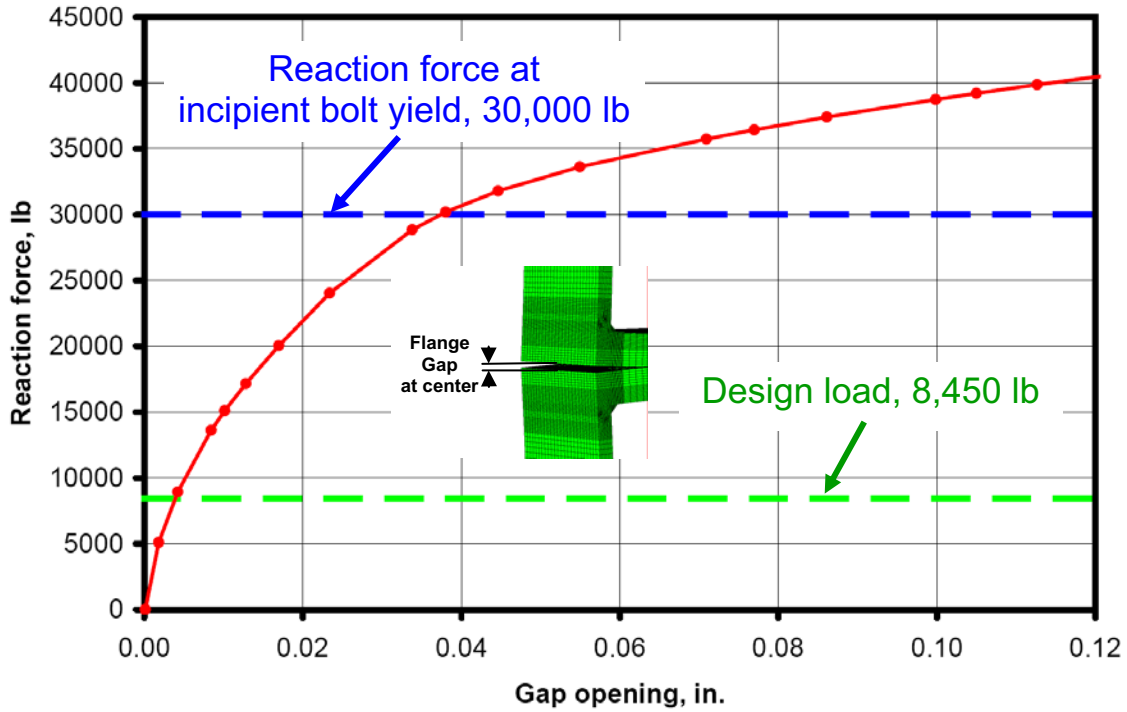 45000
40000
35000
30000
25000
20000
15000
10000
5000
0
Reaction force, lb
Reaction force at
incipient bolt yield, 30,000 lb
Flange
Gap
at center
Design load, 8,450 lb
0.00 0.02 0.04 0.06 0.08 0.10 0.12
Gap opening, in.